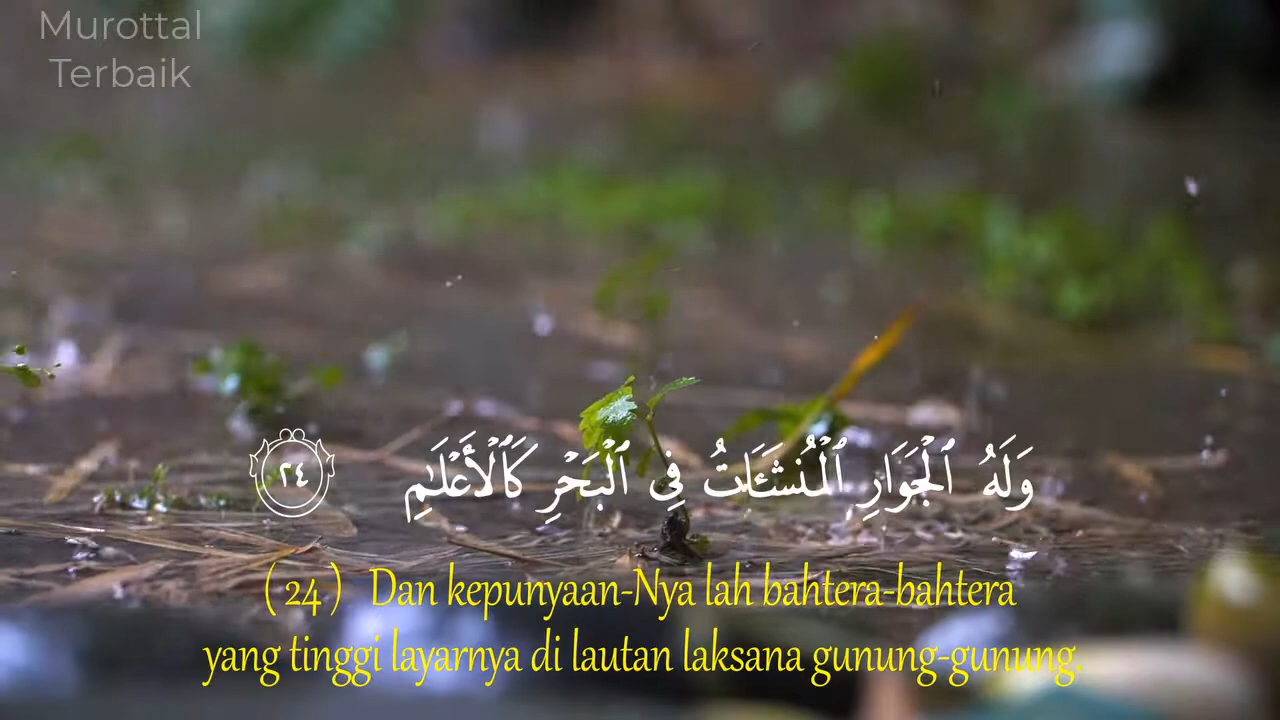 Murottal
Terbaik
وَلَهُ ٱلْجَوَارِ ٱلْمُنشَـَٔاتُ فِى ٱلْبَحْرِ كَٱلْأَعْلَـٰمِ ٢٤
( 24 ) Dan kepunyaan-Nya lah bahtera-bahtera
yang tinggi layarnya di lautan laksana gunung-gunung.